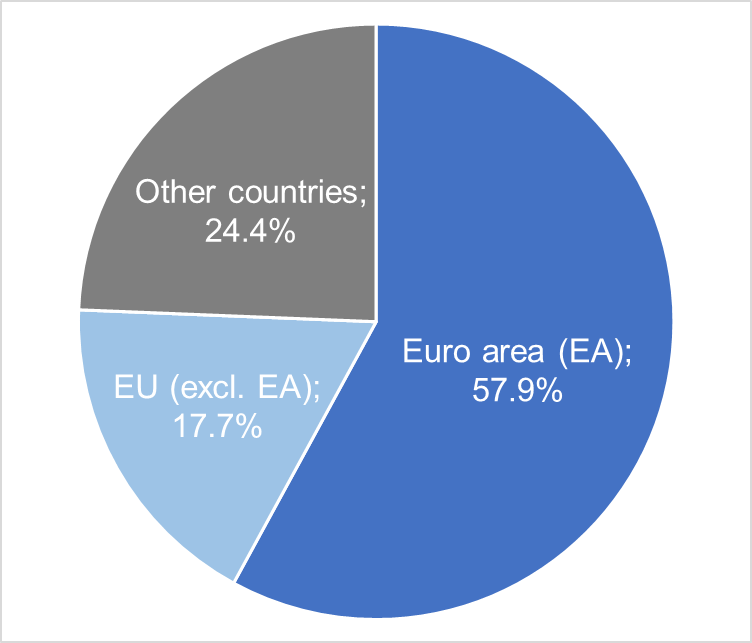 Other countries;
24.4%
Euro area (EA);
57.9%
EU (excl. EA);
17.7%